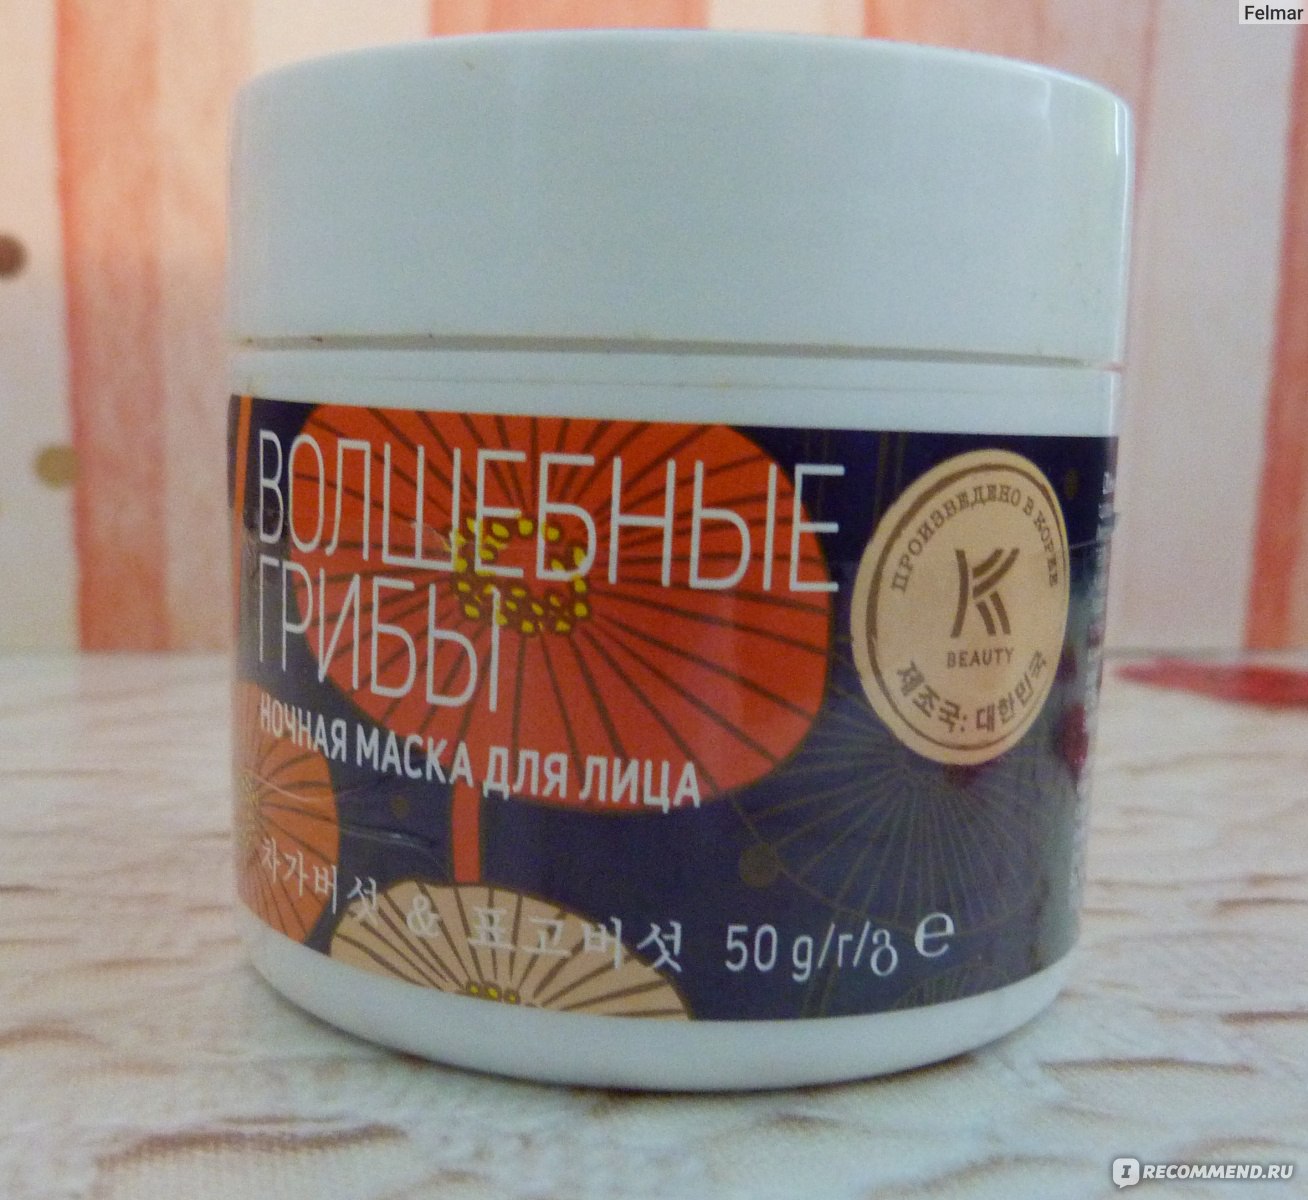 Felmar
ВОЛШЕБНЫЕ
ГРИБЫ
НОЧНАЯ МАСКА ДЛЯ ЛИЦА
차가버섯 & 표고버섯 50 g/г/გ ℮
ПРОИЗВЕДЕНО В КОРЕЕ
K
BEAUTY
제조국: 대한민국
I RECOMMEND.RU